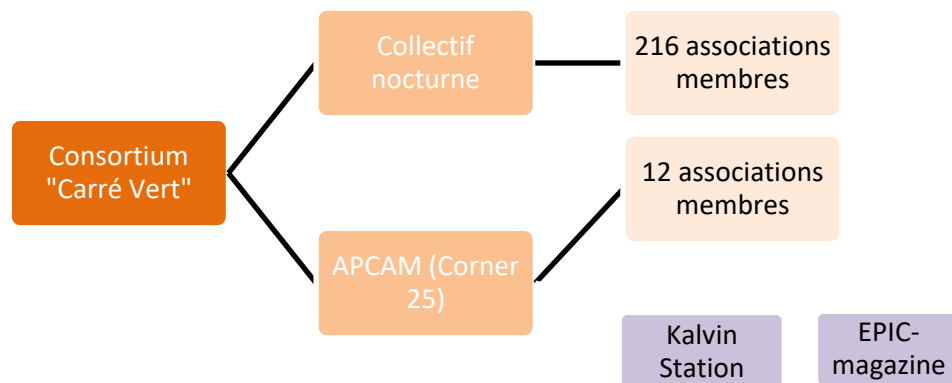 Consortium
"Carré Vert"
Collectif
nocturne
216 associations
membres
APCAM (Corner
25)
12 associations
membres
Kalvin
Station
EPIC-
magazine